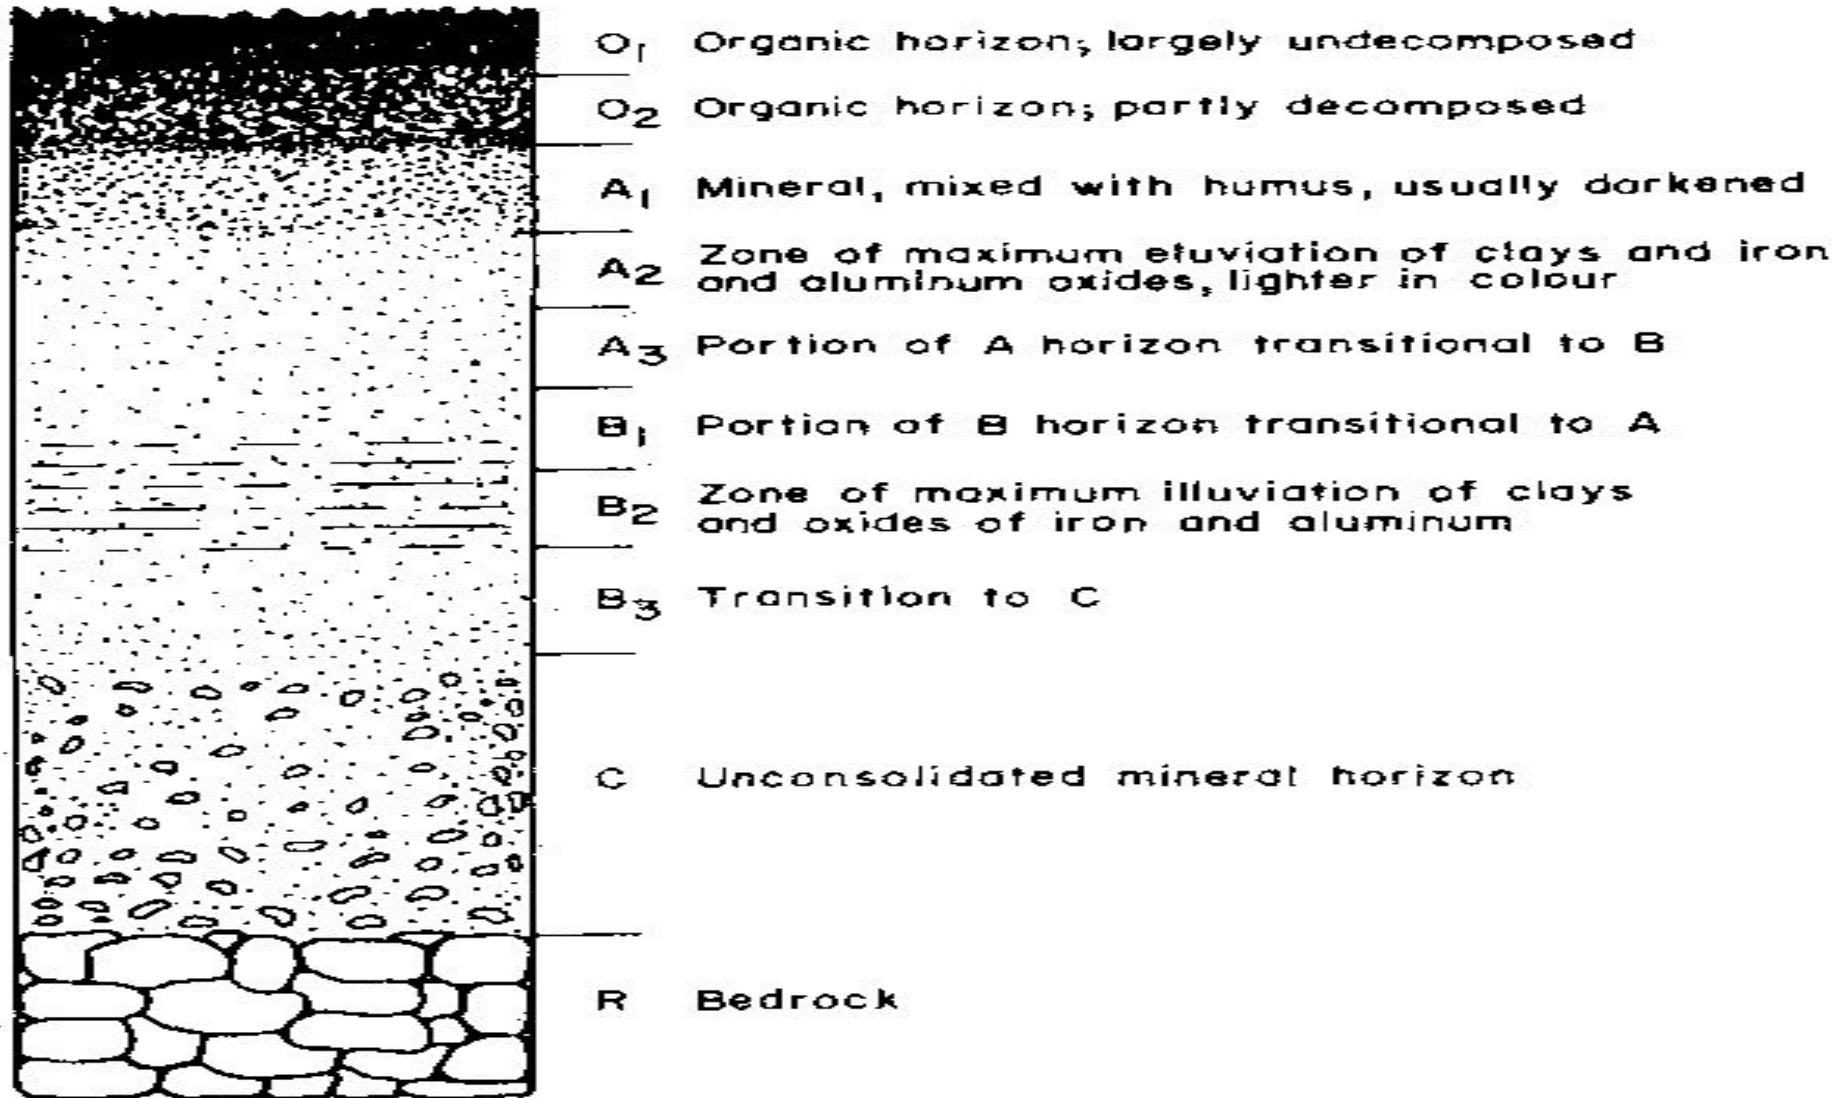 O₁ Organic horizon; largely undecomposed
O₂ Organic horizon; partly decomposed
A₁ Mineral, mixed with humus, usually darkened
A₂ Zone of maximum eluviation of clays and iron
and aluminum oxides, lighter in colour
A₃ Portion of A horizon transitional to B
B₁ Portion of B horizon transitional to A
B₂ Zone of maximum illuviation of clays
and oxides of iron and aluminum
B₃ Transition to C
C Unconsolidated mineral horizon
R Bedrock